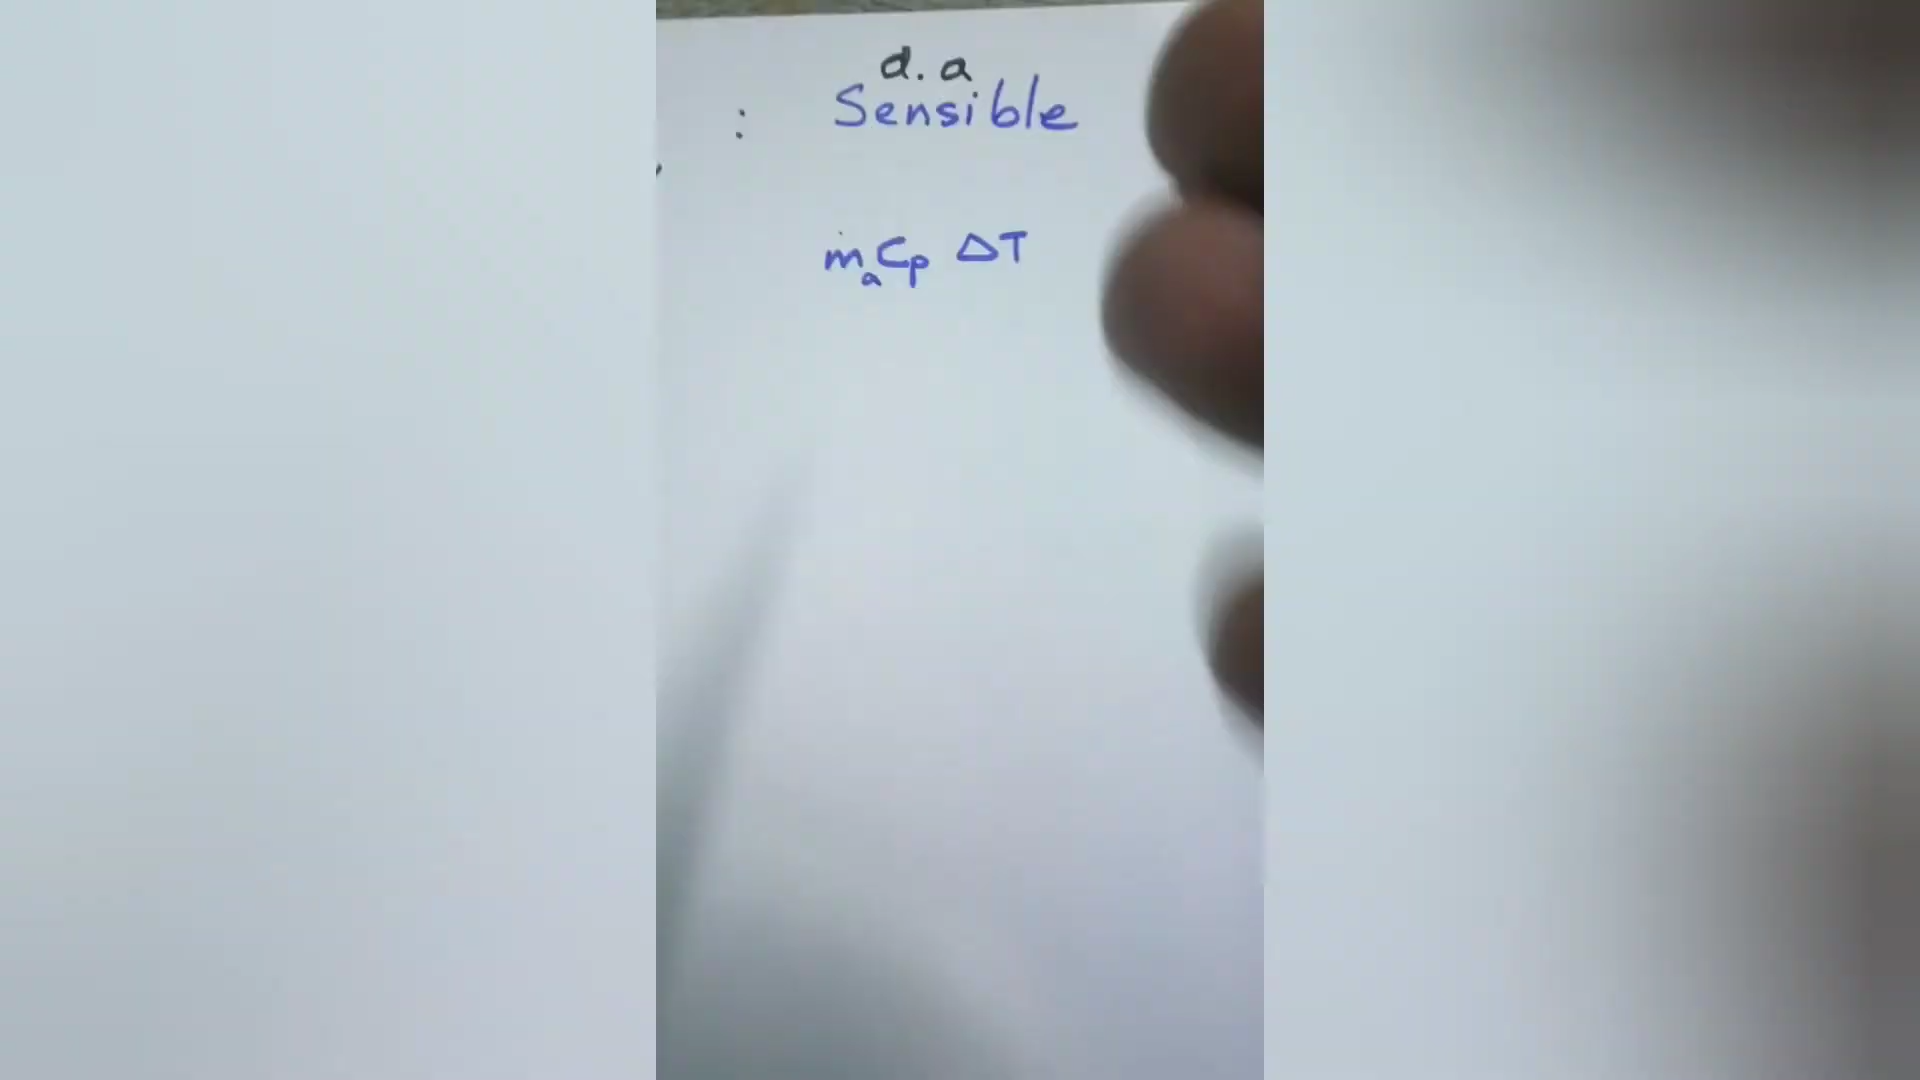 d. a
: Sensible
ṁₐCₚ ΔT